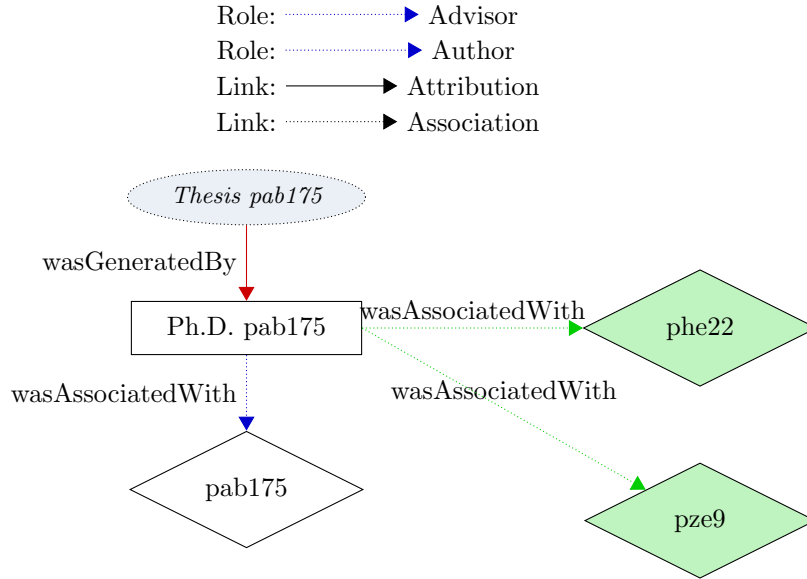 Role: Advisor
Role: Author
Link: Attribution
Link: Association
Thesis pab175
wasGeneratedBy
Ph.D. pab175
wasAssociatedWith
phe22
wasAssociatedWith
wasAssociatedWith
pab175
pze9